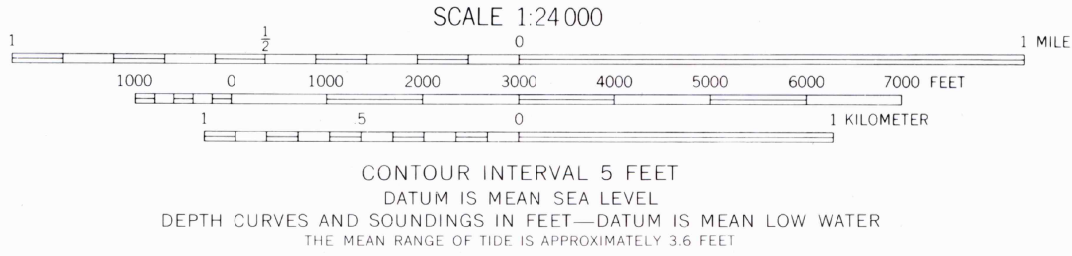 SCALE 1:24 000
1 1/2 0 1 MILE
1000 0 1000 2000 3000 4000 5000 6000 7000 FEET
1 .5 0 1 KILOMETER
CONTOUR INTERVAL 5 FEET
DATUM IS MEAN SEA LEVEL
DEPTH CURVES AND SOUNDINGS IN FEET—DATUM IS MEAN LOW WATER
THE MEAN RANGE OF TIDE IS APPROXIMATELY 3.6 FEET